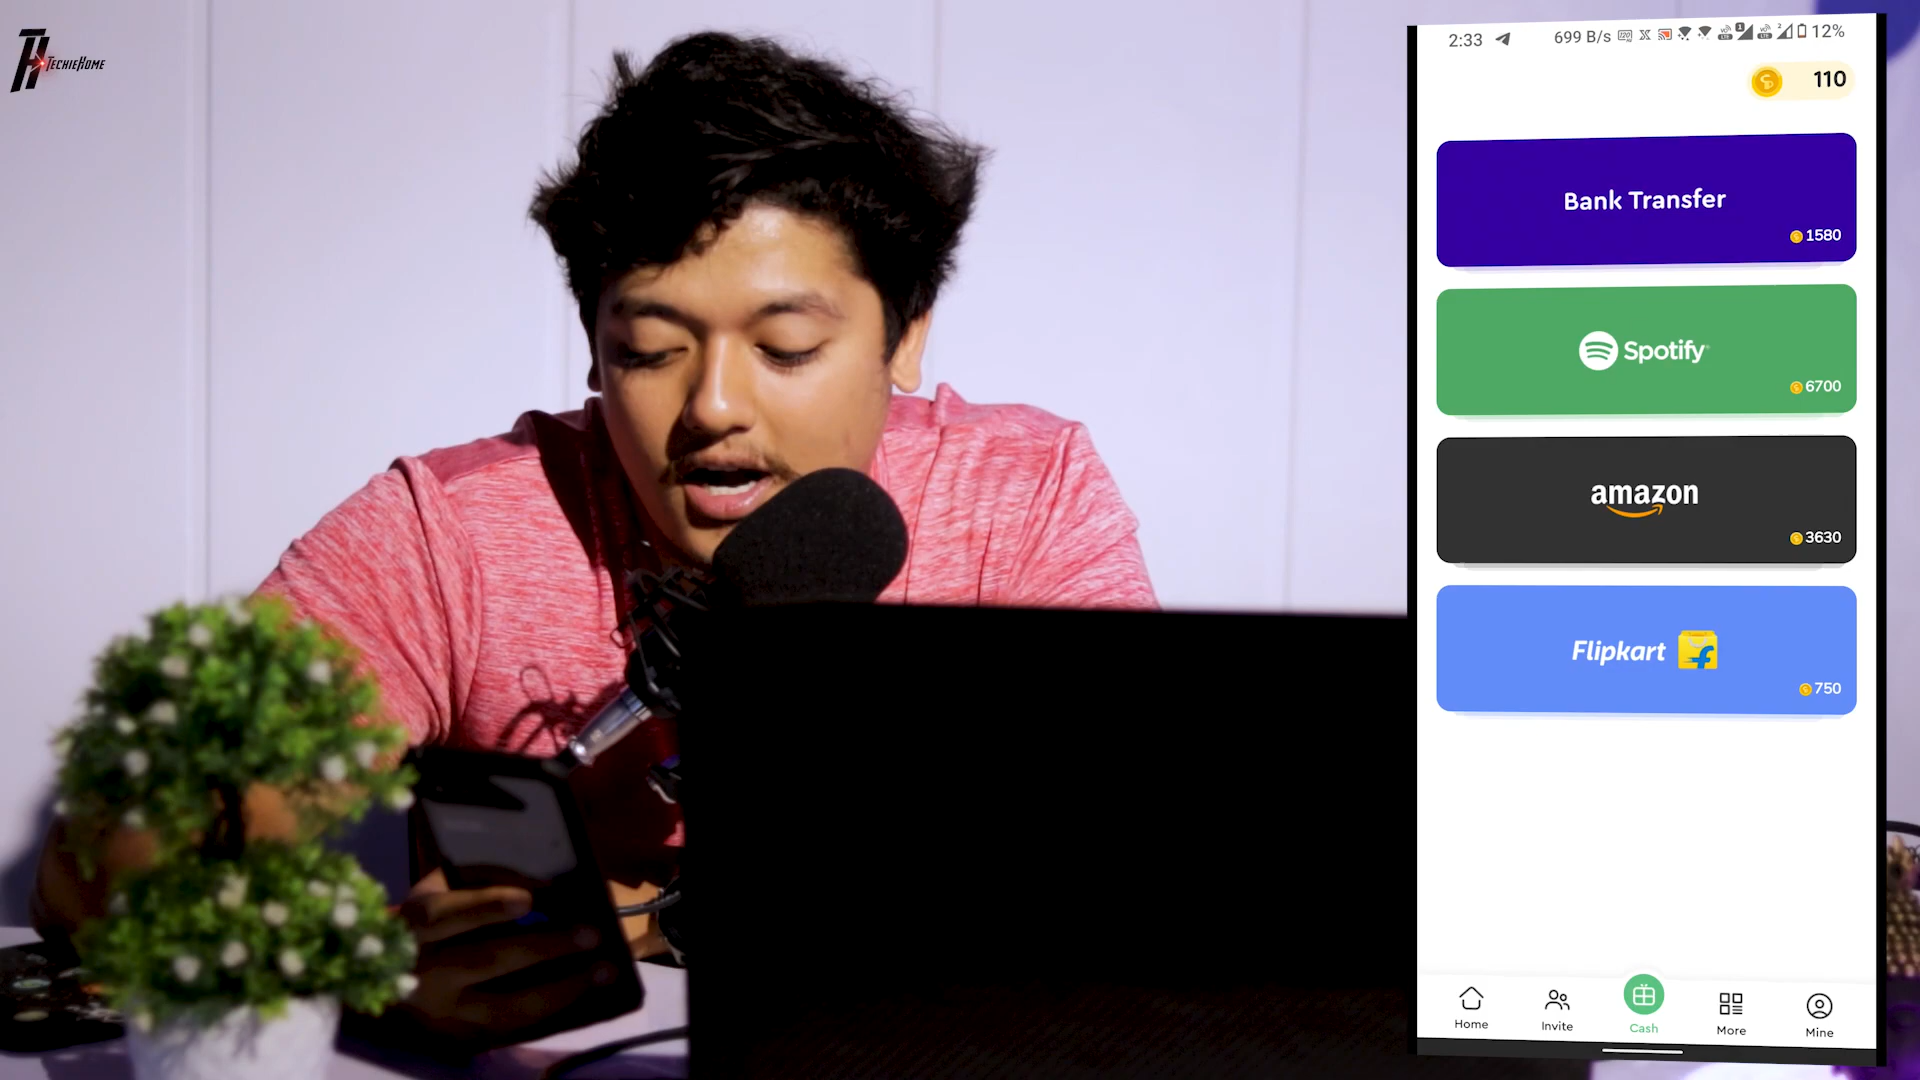 TH TECHIEHOME
2:33 699 B/s 12%
110
Bank Transfer
1580
Spotify
6700
amazon
3630
Flipkart
750
Home Invite Cash More Mine